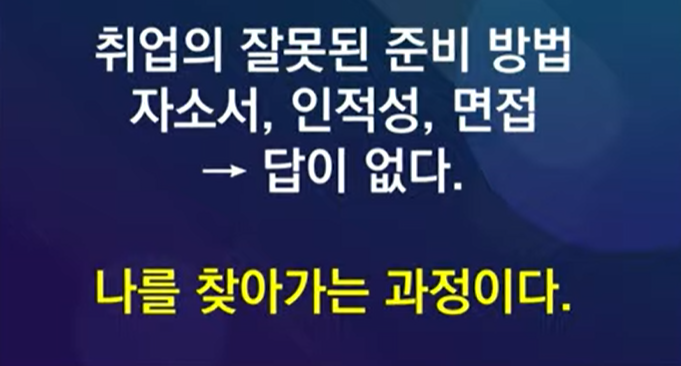 취업의 잘못된 준비 방법
자소서, 인적성, 면접
→ 답이 없다.
나를 찾아가는 과정이다.